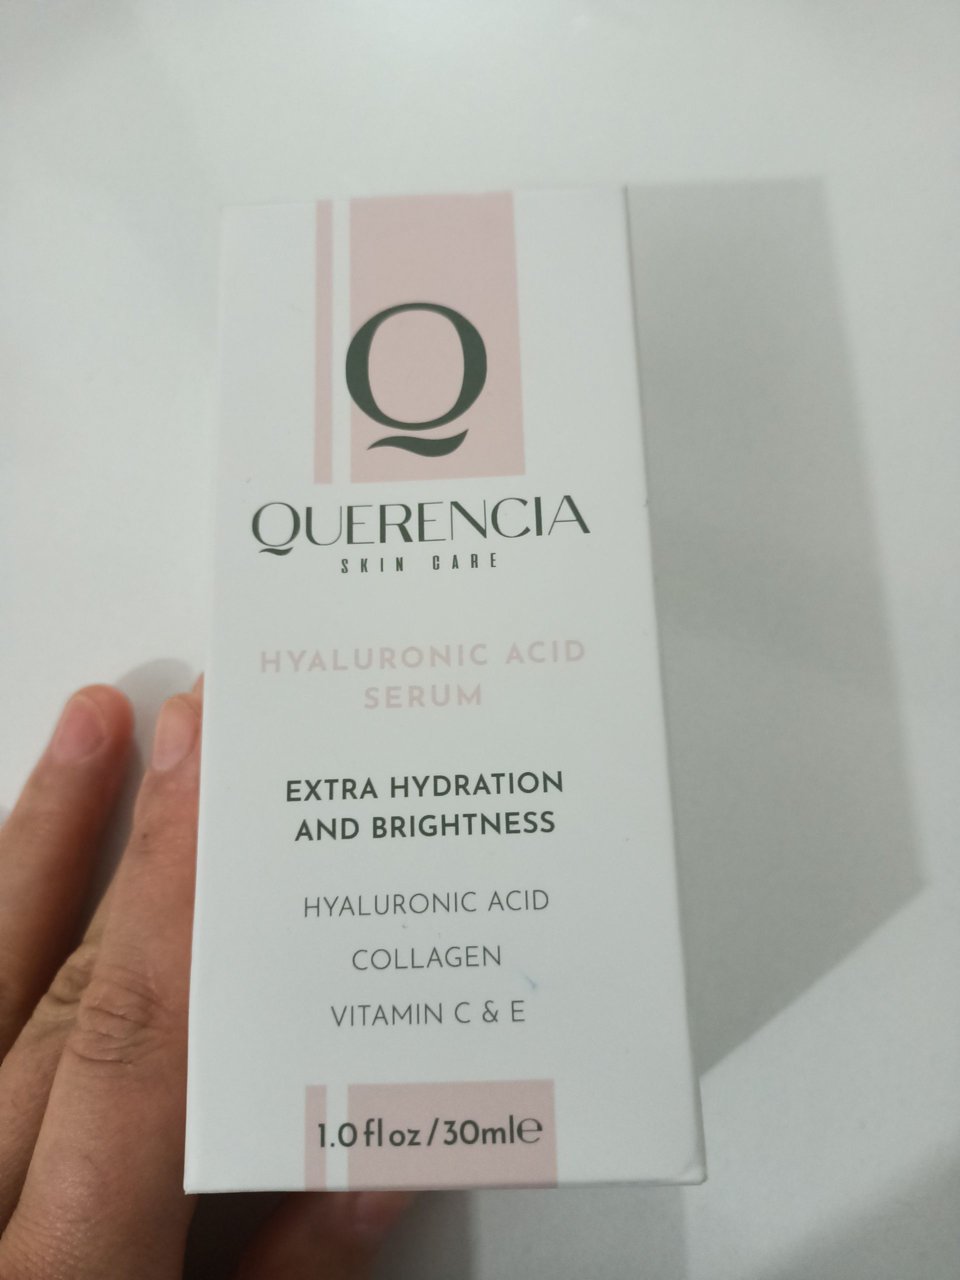 Q
QUERENCIA
SKIN CARE
HYALURONIC ACID
SERUM
EXTRA HYDRATION
AND BRIGHTNESS
HYALURONIC ACID
COLLAGEN
VITAMIN C & E
1.0 fl oz / 30ml℮